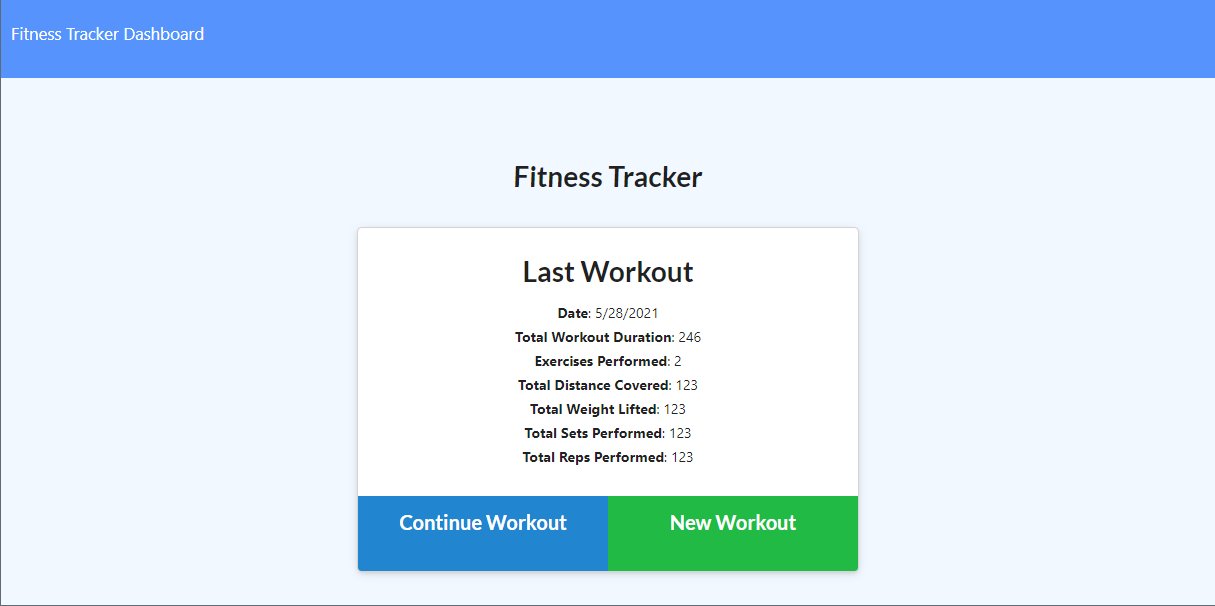 Fitness Tracker Dashboard
Fitness Tracker
Last Workout
Date: 5/28/2021
Total Workout Duration: 246
Exercises Performed: 2
Total Distance Covered: 123
Total Weight Lifted: 123
Total Sets Performed: 123
Total Reps Performed: 123
Continue Workout New Workout